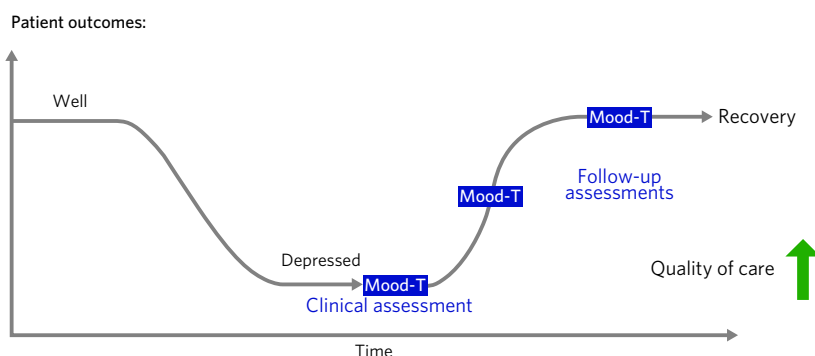 Patient outcomes:
Well
Mood-T
Recovery
Follow-up
assessments
Mood-T
Depressed
Quality of care
Mood-T
Clinical assessment
Time